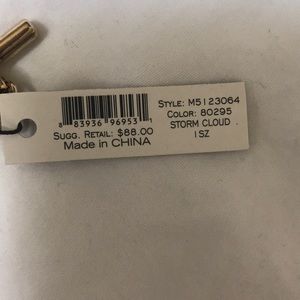 STYLE: M5123064
COLOR: 80295
STORM CLOUD
1SZ
8 83936 96953 1
SUGG. RETAIL: $88.00
Made in CHINA